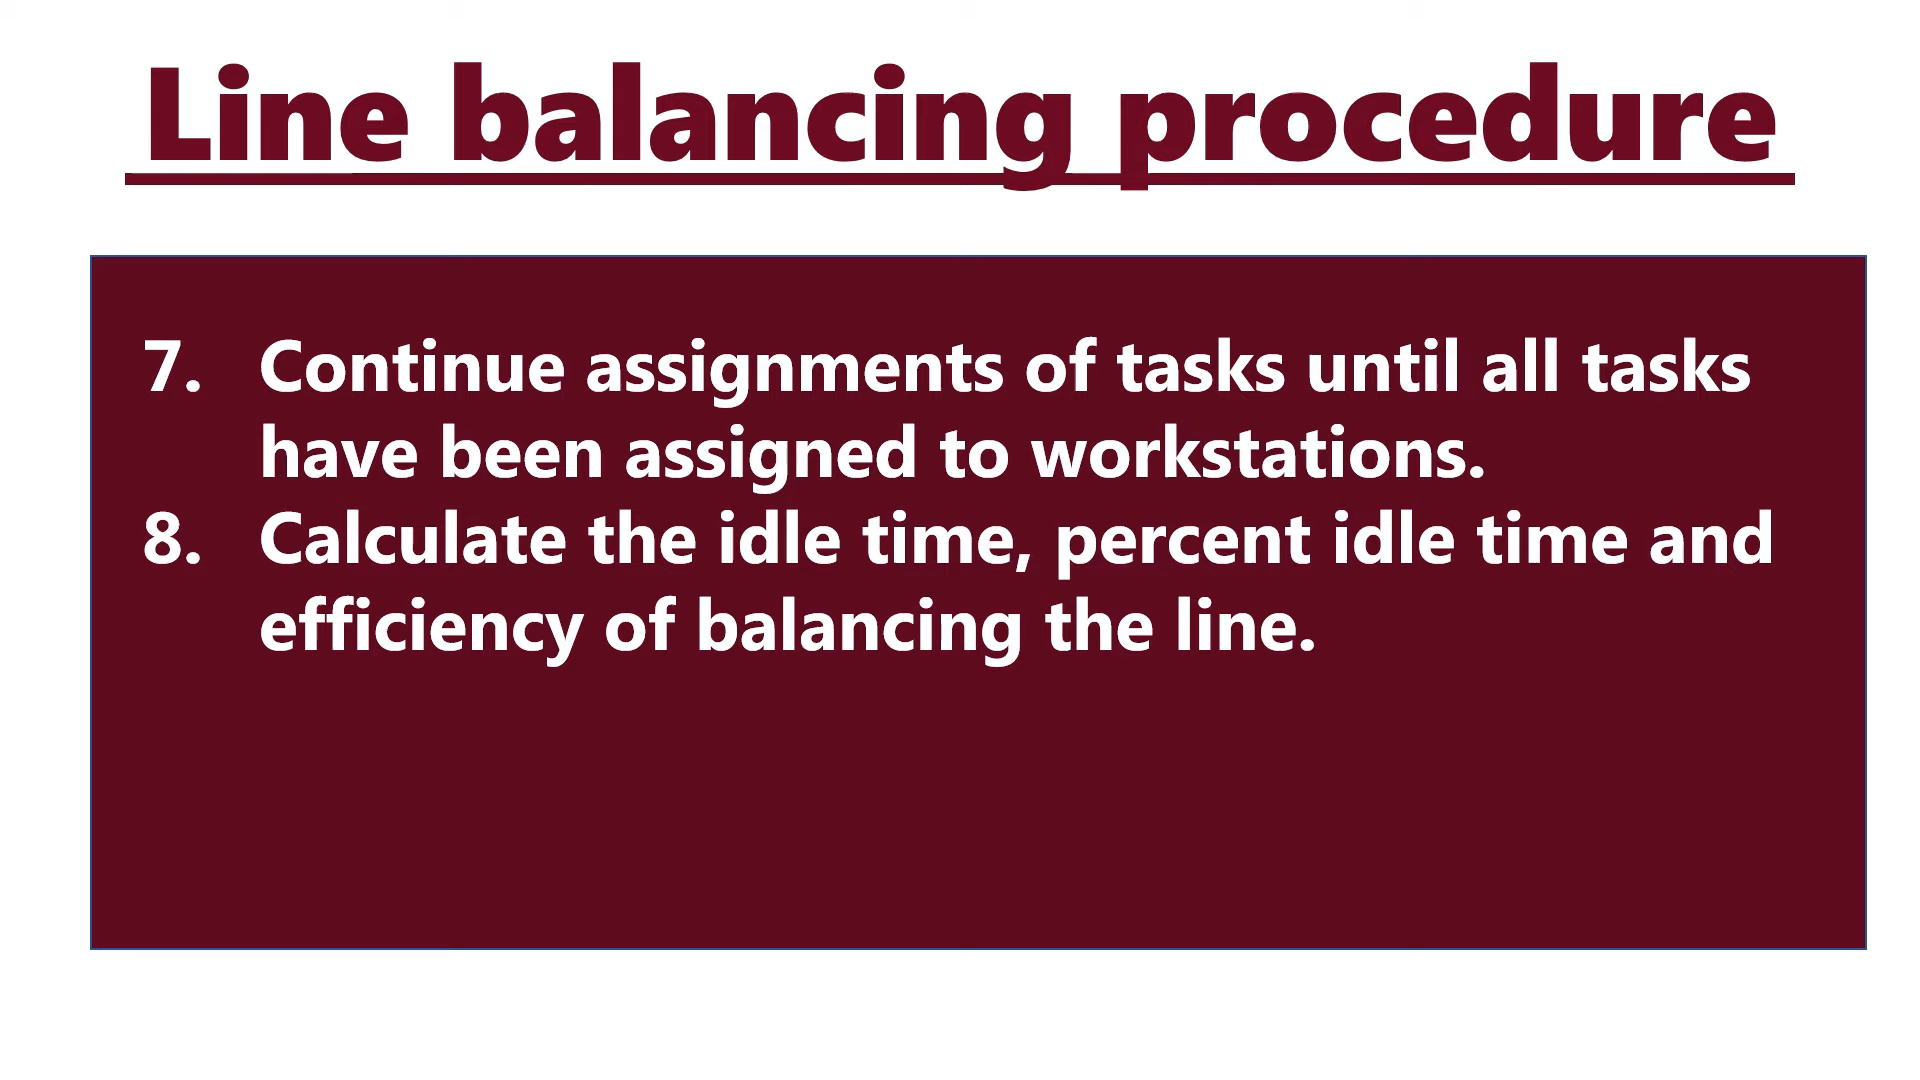 Line balancing procedure
7. Continue assignments of tasks until all tasks
have been assigned to workstations.
8. Calculate the idle time, percent idle time and
efficiency of balancing the line.